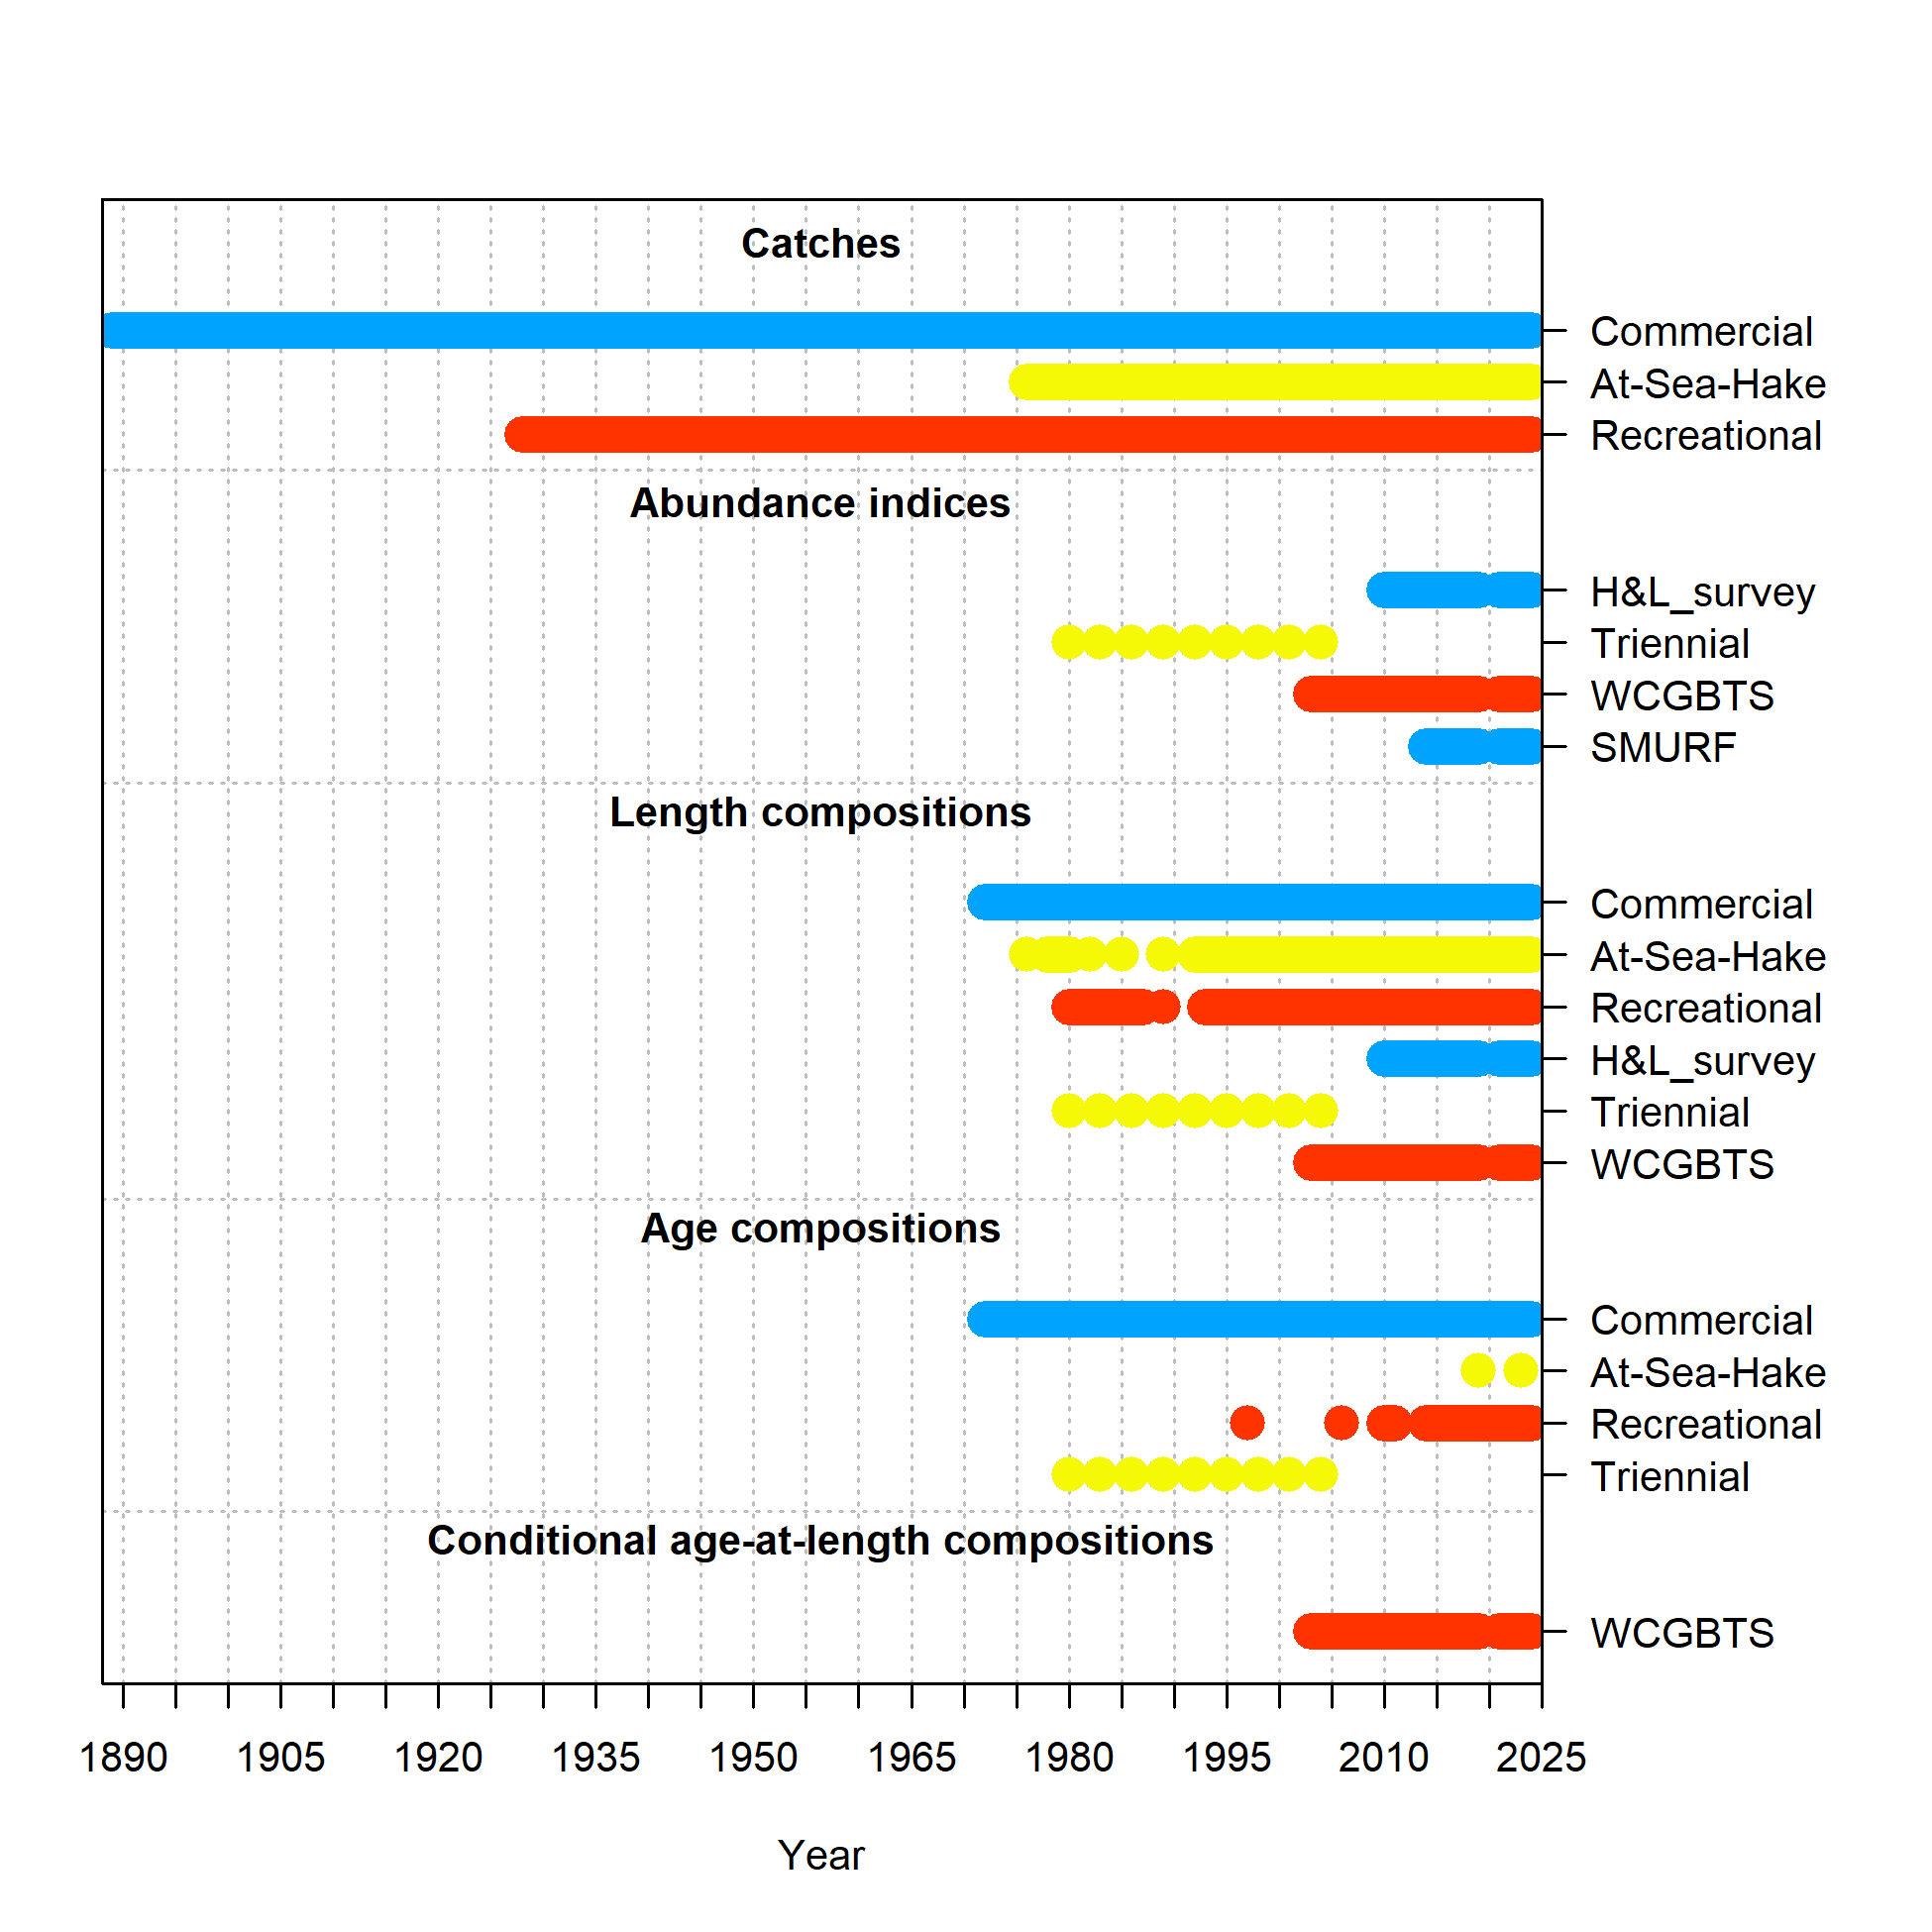 Catches
Commercial
At-Sea-Hake
Recreational
Abundance indices
H&L_survey
Triennial
WCGBTS
SMURF
Length compositions
Commercial
At-Sea-Hake
Recreational
H&L_survey
Triennial
WCGBTS
Age compositions
Commercial
At-Sea-Hake
Recreational
Triennial
Conditional age-at-length compositions
WCGBTS
1890 1905 1920 1935 1950 1965 1980 1995 2010 2025
Year